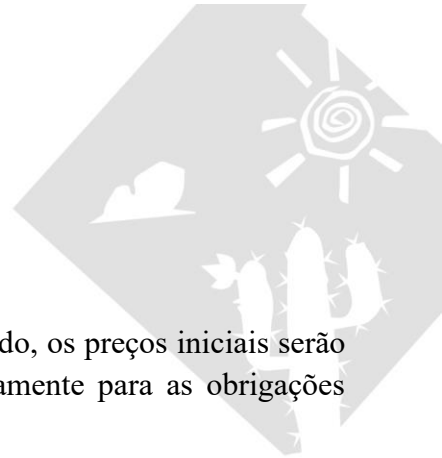 do, os preços iniciais serão
amente para as obrigações